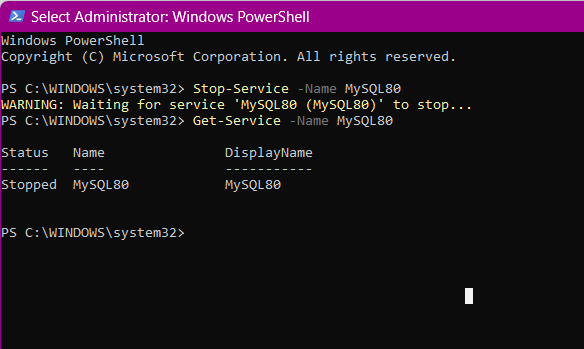 Select Administrator: Windows PowerShell
Windows PowerShell
Copyright (C) Microsoft Corporation. All rights reserved.
PS C:\WINDOWS\system32> Stop-Service -Name MySQL80
WARNING: Waiting for service 'MySQL80 (MySQL80)' to stop...
PS C:\WINDOWS\system32> Get-Service -Name MySQL80
Status   Name               DisplayName
------   ----               -----------
Stopped  MySQL80            MySQL80
PS C:\WINDOWS\system32>